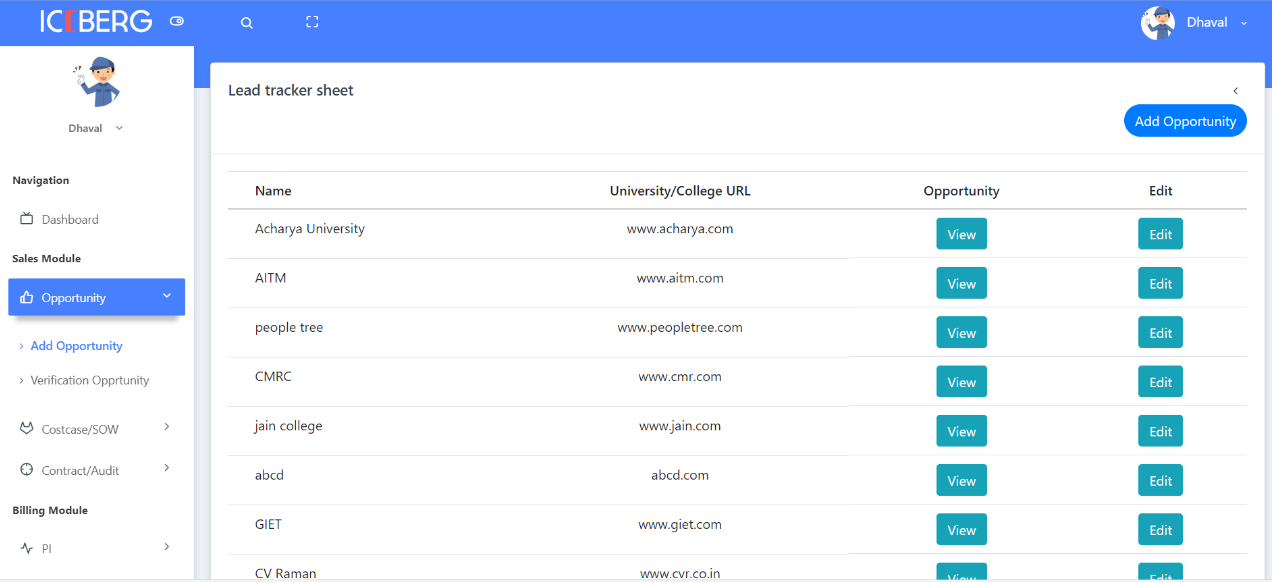 ICEBERG
Dhaval
Dhaval
Navigation
Dashboard
Sales Module
Opportunity
Add Opportunity
Verification Opprtunity
Costcase/SOW
Contract/Audit
Billing Module
PI
Lead tracker sheet
Add Opportunity
Name University/College URL Opportunity Edit
Acharya University www.acharya.com View Edit
AITM www.aitm.com View Edit
people tree www.peopletree.com View Edit
CMRC www.cmr.com View Edit
jain college www.jain.com View Edit
abcd abcd.com View Edit
GIET www.giet.com View Edit
CV Raman www.cvr.co.in View Edit